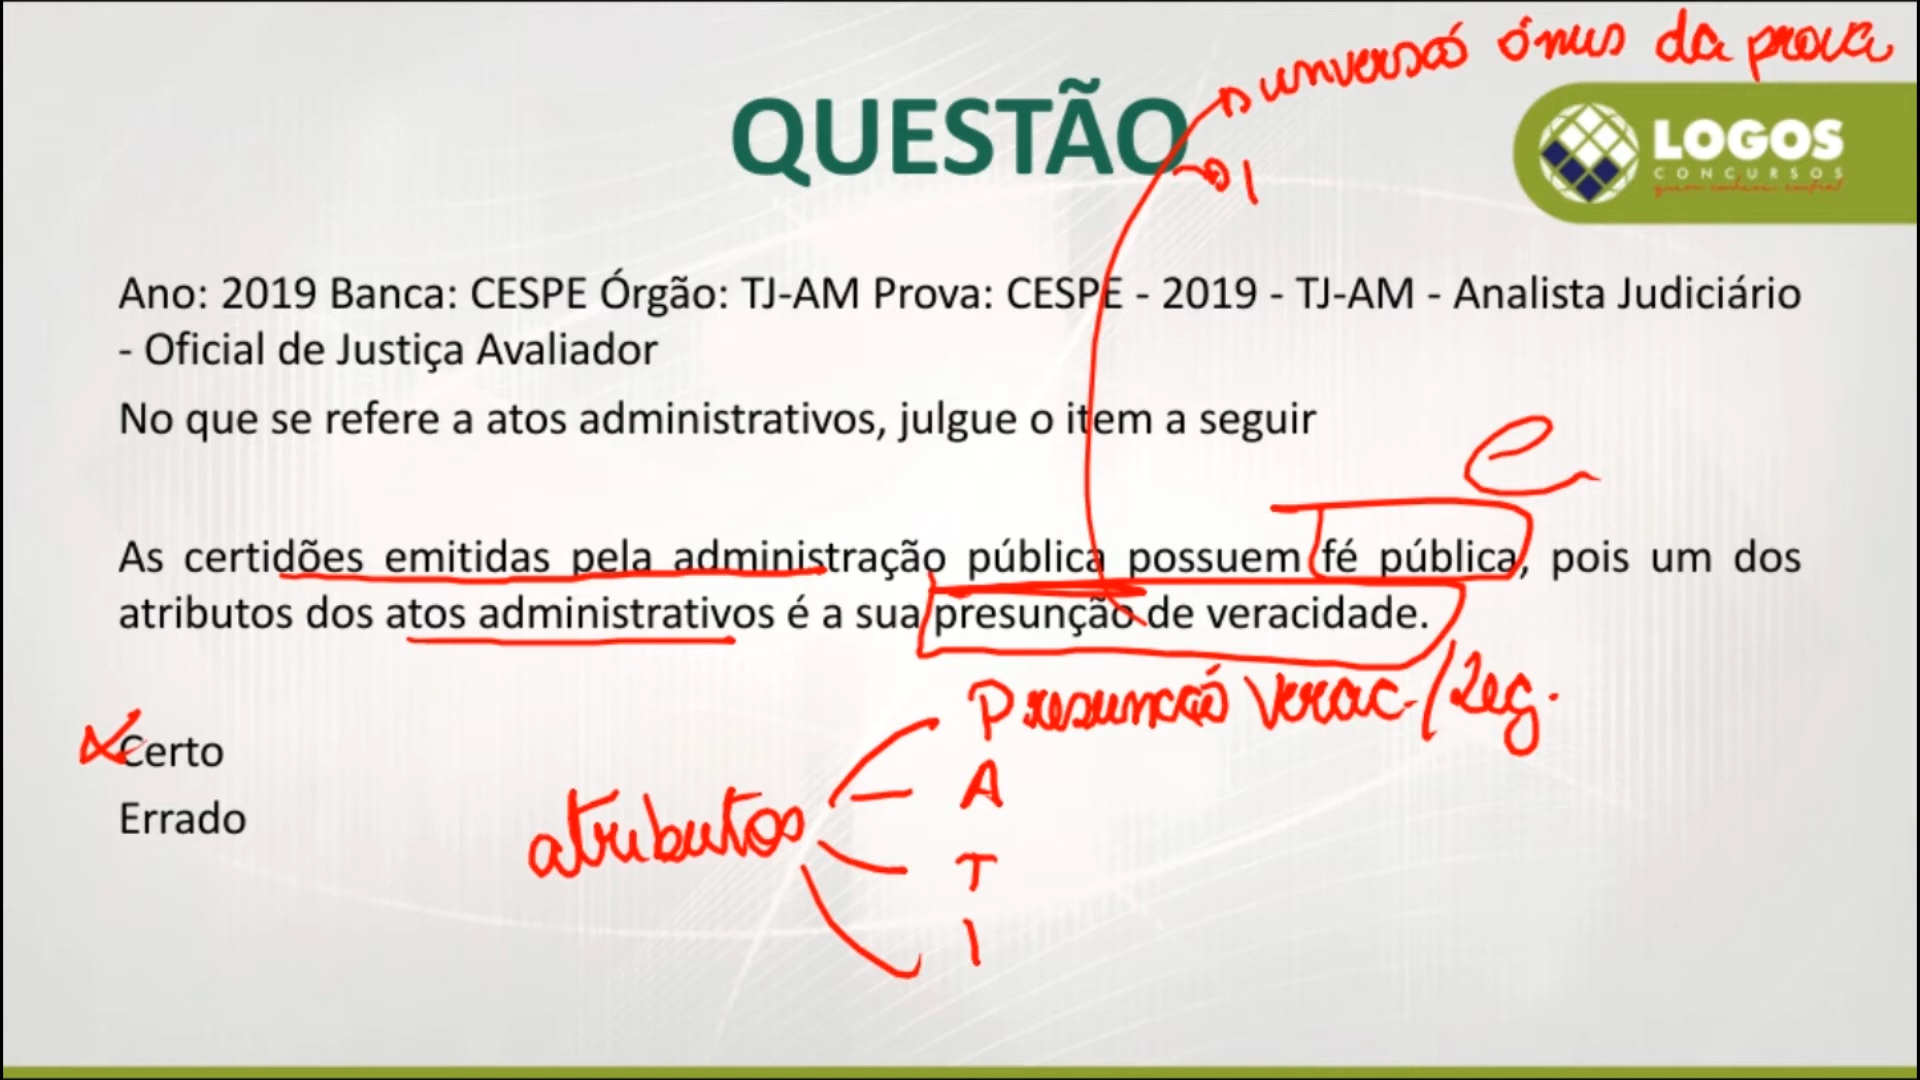 inversão ônus da prova
QUESTÃO
LOGOS
CONCURSOS
Ano: 2019 Banca: CESPE Órgão: TJ-AM Prova: CESPE - 2019 - TJ-AM - Analista Judiciário
- Oficial de Justiça Avaliador
No que se refere a atos administrativos, julgue o item a seguir
As certidões emitidas pela administração pública possuem fé pública, pois um dos
atributos dos atos administrativos é a sua presunção de veracidade.
Presunção Verac./Leg.
Certo
A
Errado
atributos
T
I